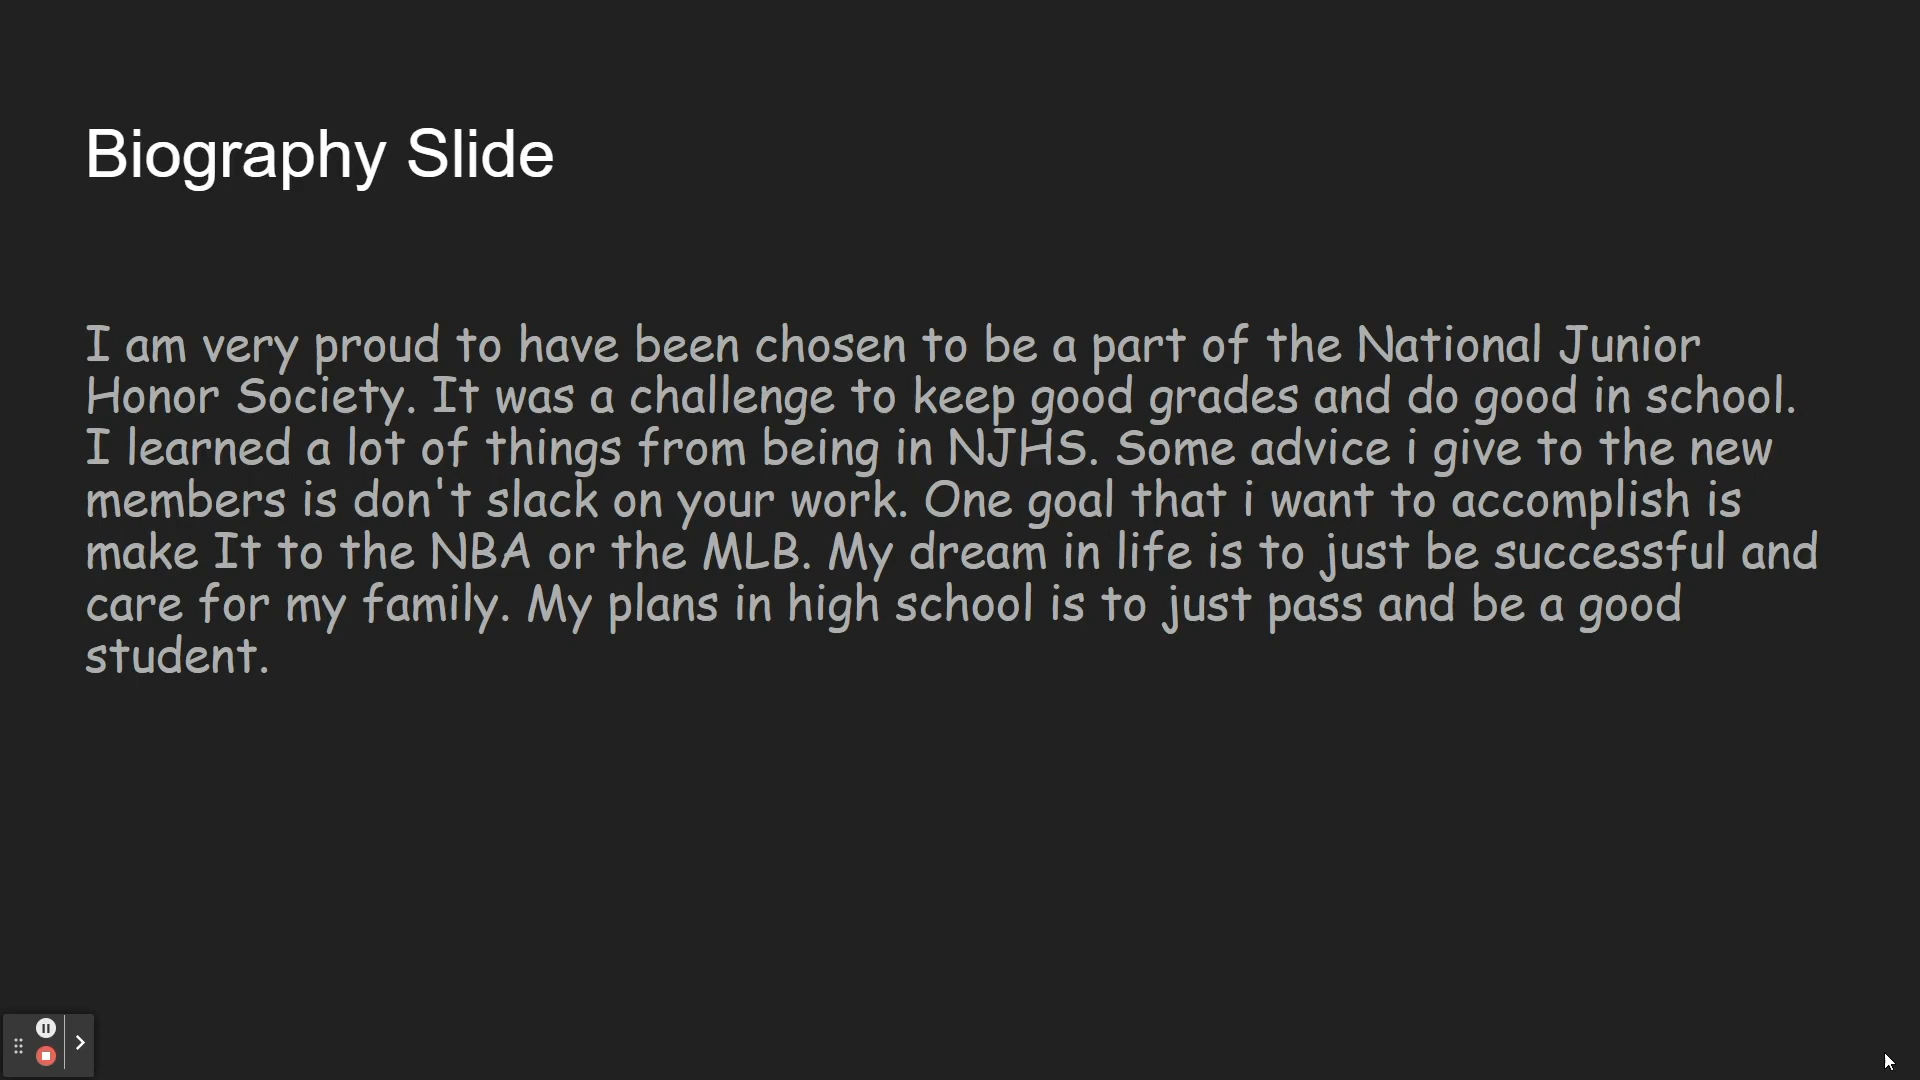 Biography Slide
I am very proud to have been chosen to be a part of the National Junior
Honor Society. It was a challenge to keep good grades and do good in school.
I learned a lot of things from being in NJHS. Some advice i give to the new
members is don't slack on your work. One goal that i want to accomplish is
make It to the NBA or the MLB. My dream in life is to just be successful and
care for my family. My plans in high school is to just pass and be a good
student.